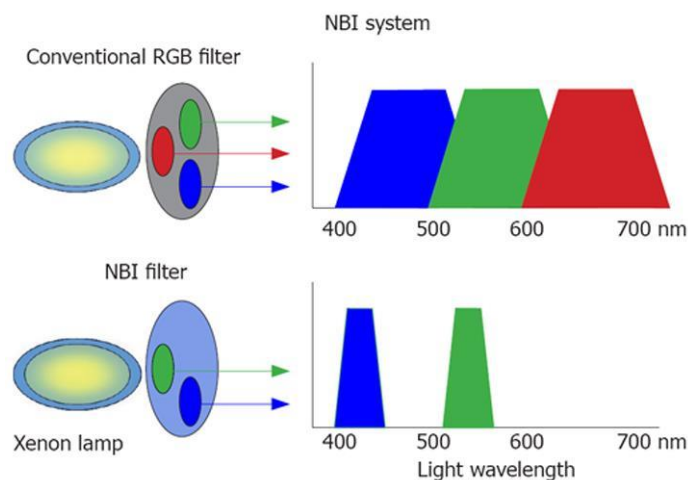 NBI system
Conventional RGB filter
400 500 600 700 nm
NBI filter
400 500 600 700 nm
Xenon lamp
Light wavelength